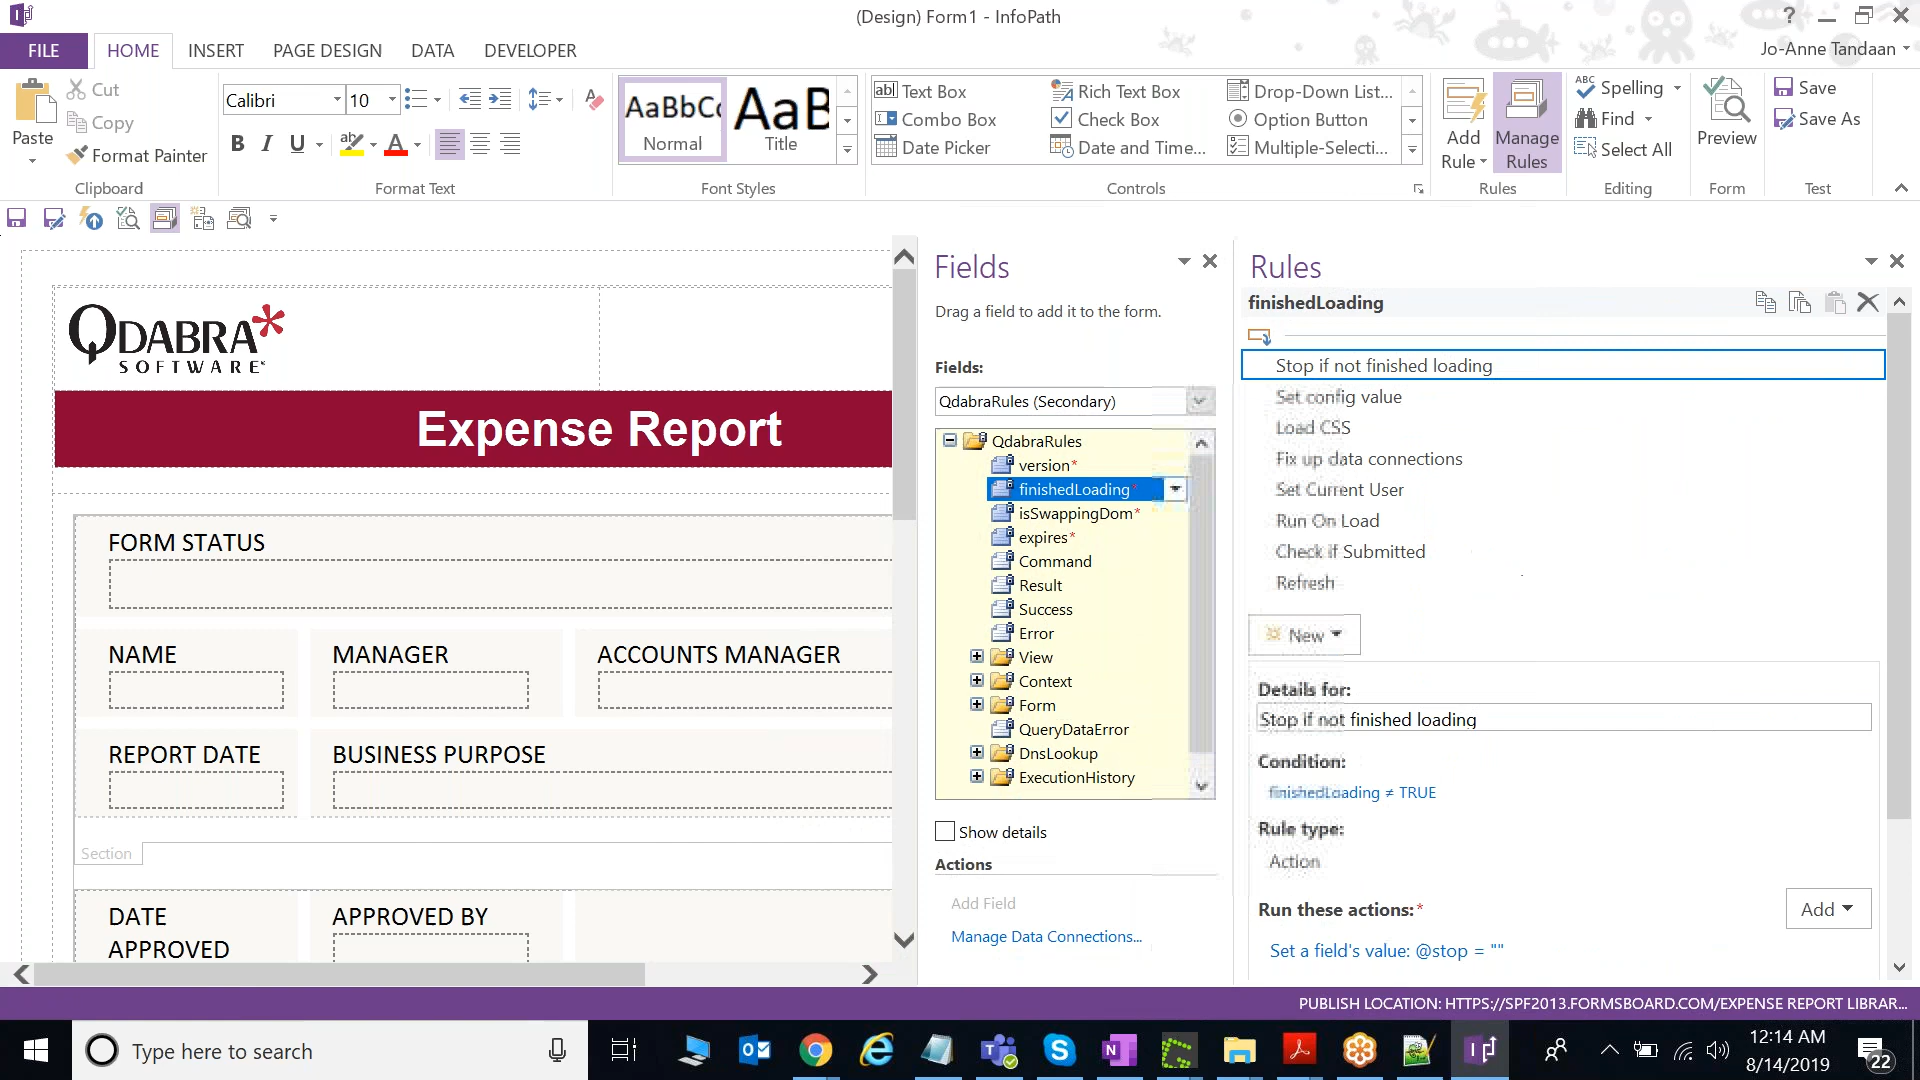 (Design) Form1 - InfoPath
?
FILE HOME INSERT PAGE DESIGN DATA DEVELOPER
Jo-Anne Tandaan
Paste
Cut
Copy
Format Painter
Clipboard
Calibri 10
B I U
Format Text
AaBbCc
Normal
AaB
Title
Font Styles
Text Box
Combo Box
Date Picker
Rich Text Box
Check Box
Date and Time...
Drop-Down List...
Option Button
Multiple-Selecti...
Controls
Add
Rule
Manage
Rules
Rules
Spelling
Find
Select All
Editing
Preview
Form
Save
Save As
Test
QDABRA
SOFTWARE
Expense Report
FORM STATUS
NAME
MANAGER
ACCOUNTS MANAGER
REPORT DATE
BUSINESS PURPOSE
Section
DATE
APPROVED
APPROVED BY
Fields
Drag a field to add it to the form.
Fields:
QdabraRules (Secondary)
QdabraRules
version*
finishedLoading*
isSwappingDom*
expires*
Command
Result
Success
Error
View
Context
Form
QueryDataError
DnsLookup
ExecutionHistory
Show details
Actions
Add Field
Manage Data Connections...
Rules
finishedLoading
Stop if not finished loading
Set config value
Load CSS
Fix up data connections
Set Current User
Run On Load
Check if Submitted
Refresh
New
Details for:
Stop if not finished loading
Condition:
finishedLoading ≠ TRUE
Rule type:
Action
Run these actions:*
Add
Set a field's value: @stop = ""
PUBLISH LOCATION: HTTPS://SPF2013.FORMSBOARD.COM/EXPENSE REPORT LIBRAR...
Type here to search
12:14 AM
8/14/2019
22